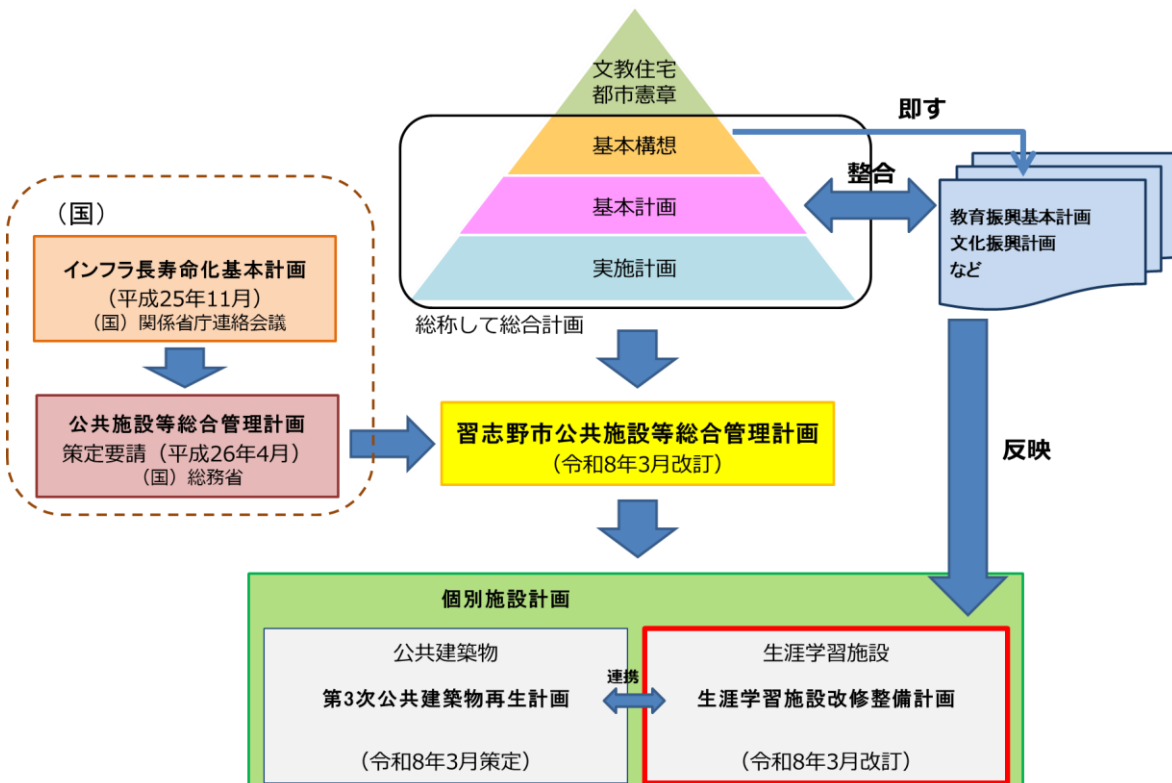 文教住宅
都市憲章
基本構想
基本計画
実施計画
総称して総合計画
即す
整合
教育振興基本計画
文化振興計画
など
（国）
インフラ長寿命化基本計画
（平成25年11月）
（国）関係省庁連絡会議
公共施設等総合管理計画
策定要請（平成26年4月）
（国）総務省
習志野市公共施設等総合管理計画
（令和8年3月改訂）
反映
個別施設計画
公共建築物
第3次公共建築物再生計画
（令和8年3月策定）
連携
生涯学習施設
生涯学習施設改修整備計画
（令和8年3月改訂）